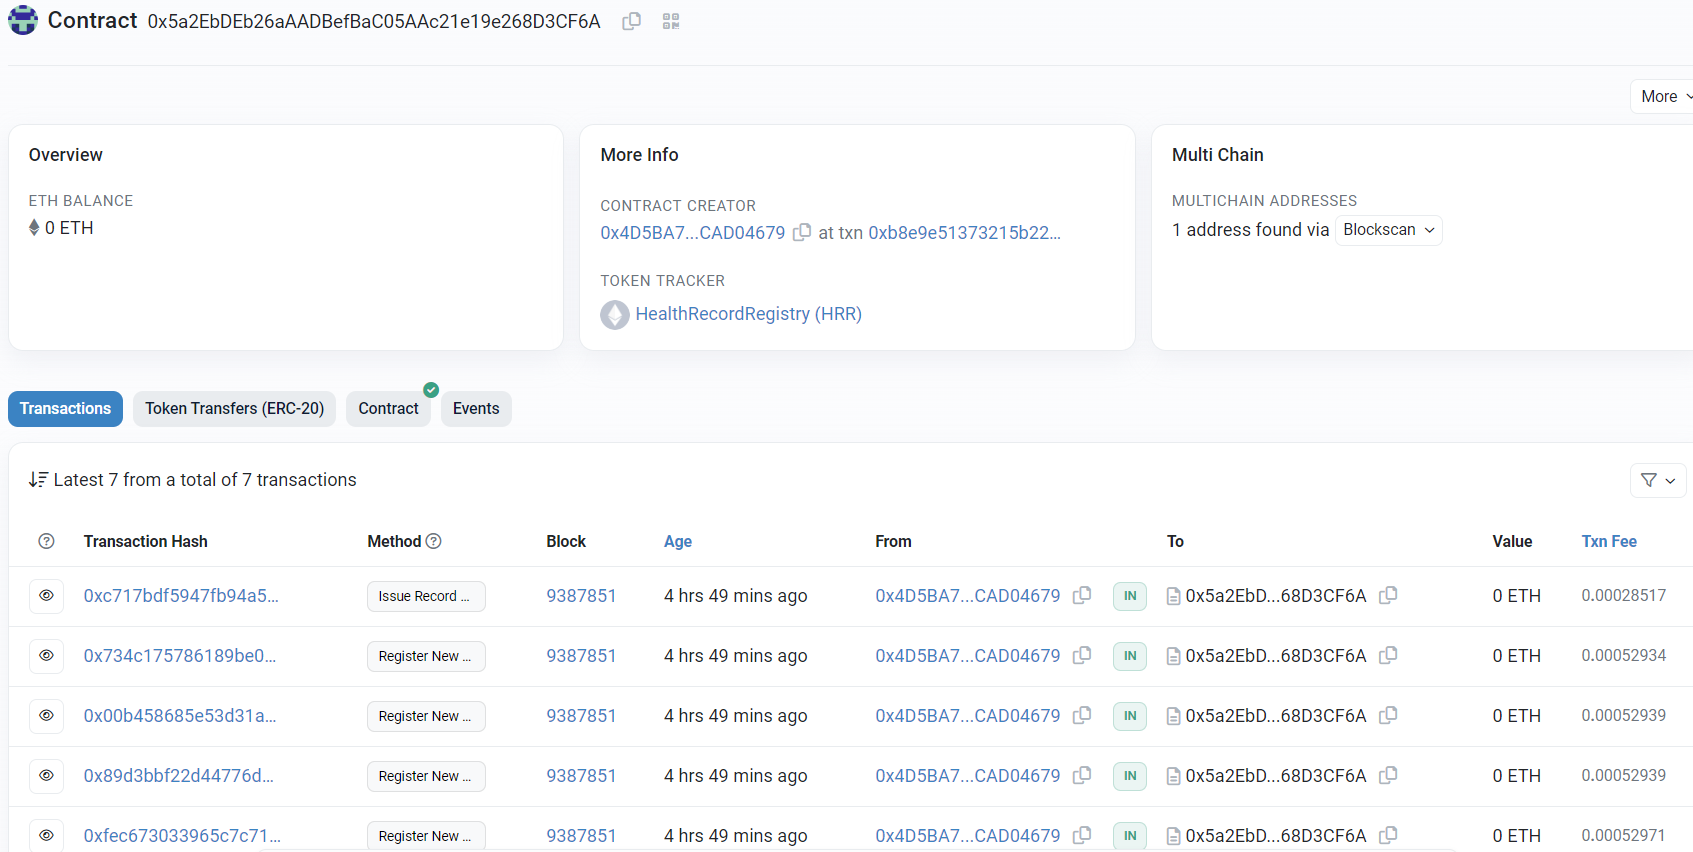 Contract 0x5a2EbDEb26aAADBefBaC05AAc21e19e268D3CF6A
More
Overview
ETH BALANCE
0 ETH
More Info
CONTRACT CREATOR
0x4D5BA7...CAD04679 at txn 0xb8e9e51373215b22...
TOKEN TRACKER
HealthRecordRegistry (HRR)
Multi Chain
MULTICHAIN ADDRESSES
1 address found via Blockscan
Transactions Token Transfers (ERC-20) Contract Events
Latest 7 from a total of 7 transactions
Transaction Hash Method Block Age From To Value Txn Fee
0xc717bdf5947fb94a5... Issue Record ... 9387851 4 hrs 49 mins ago 0x4D5BA7...CAD04679 IN 0x5a2EbD...68D3CF6A 0 ETH 0.00028517
0x734c175786189be0... Register New ... 9387851 4 hrs 49 mins ago 0x4D5BA7...CAD04679 IN 0x5a2EbD...68D3CF6A 0 ETH 0.00052934
0x00b458685e53d31a... Register New ... 9387851 4 hrs 49 mins ago 0x4D5BA7...CAD04679 IN 0x5a2EbD...68D3CF6A 0 ETH 0.00052939
0x89d3bbf22d44776d... Register New ... 9387851 4 hrs 49 mins ago 0x4D5BA7...CAD04679 IN 0x5a2EbD...68D3CF6A 0 ETH 0.00052939
0xfec673033965c7c71... Register New ... 9387851 4 hrs 49 mins ago 0x4D5BA7...CAD04679 IN 0x5a2EbD...68D3CF6A 0 ETH 0.00052971